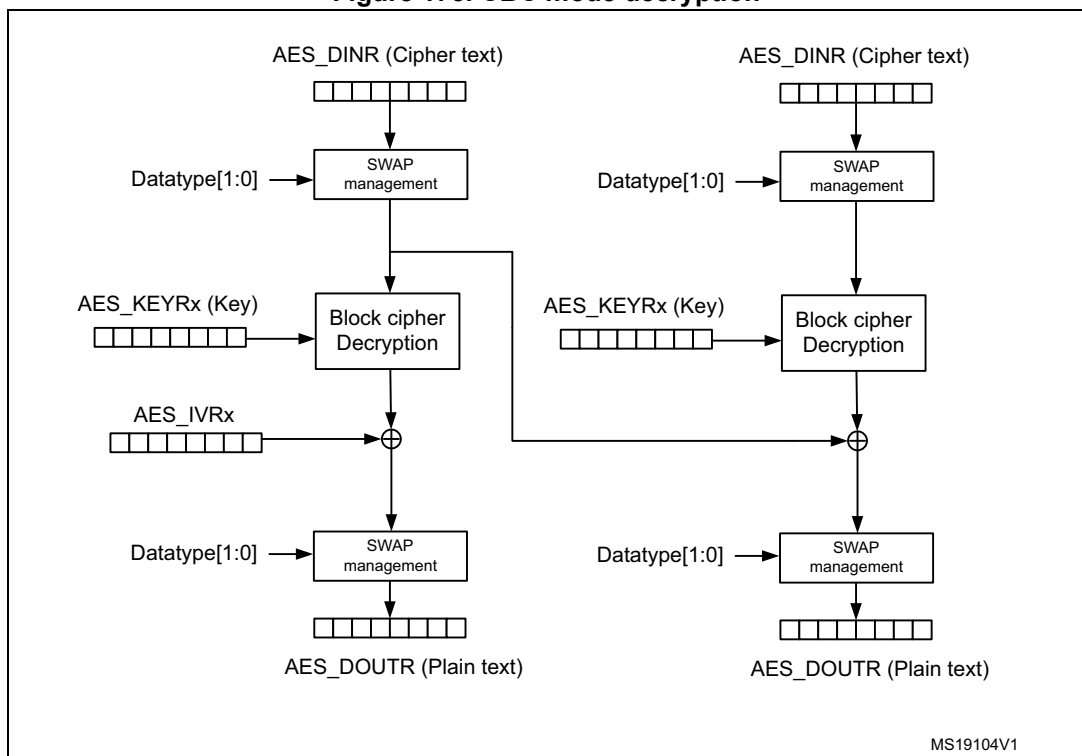 AES_DINR (Cipher text)
AES_DINR (Cipher text)
SWAP
management
Datatype[1:0]
SWAP
management
Datatype[1:0]
AES_KEYRx (Key)
Block cipher
Decryption
AES_KEYRx (Key)
Block cipher
Decryption
AES_IVRx
SWAP
management
Datatype[1:0]
SWAP
management
Datatype[1:0]
AES_DOUTR (Plain text)
AES_DOUTR (Plain text)
MS19104V1